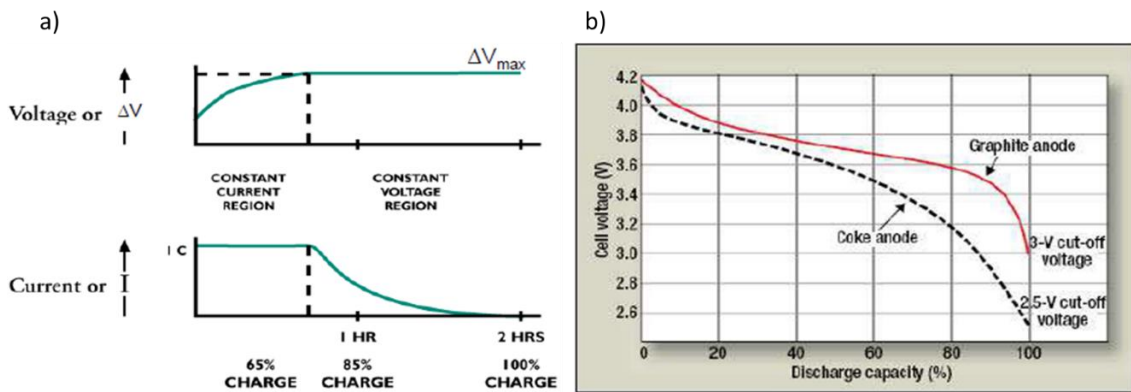 a)
ΔVmax
Voltage or ΔV
CONSTANT
CURRENT
REGION
CONSTANT
VOLTAGE
REGION
1 C
Current or I
1 HR
2 HRS
65%
CHARGE
85%
CHARGE
100%
CHARGE
b)
Cell voltage (V)
4.2
4.0
3.8
3.6
3.4
3.2
3.0
2.8
2.6
Graphite anode
Coke anode
3-V cut-off
voltage
2.5-V cut-off
voltage
0 20 40 60 80 100
Discharge capacity (%)